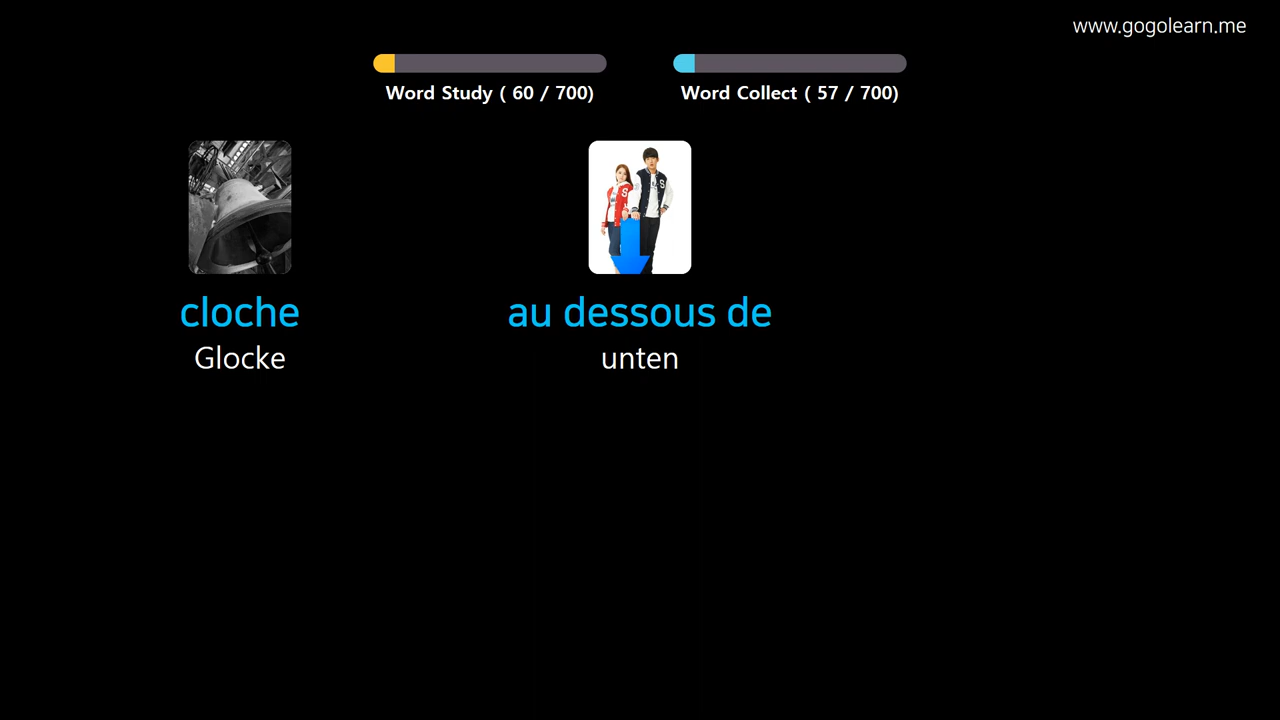 www.gogolearn.me
Word Study ( 60 / 700)
Word Collect ( 57 / 700)
cloche
Glocke
au dessous de
unten